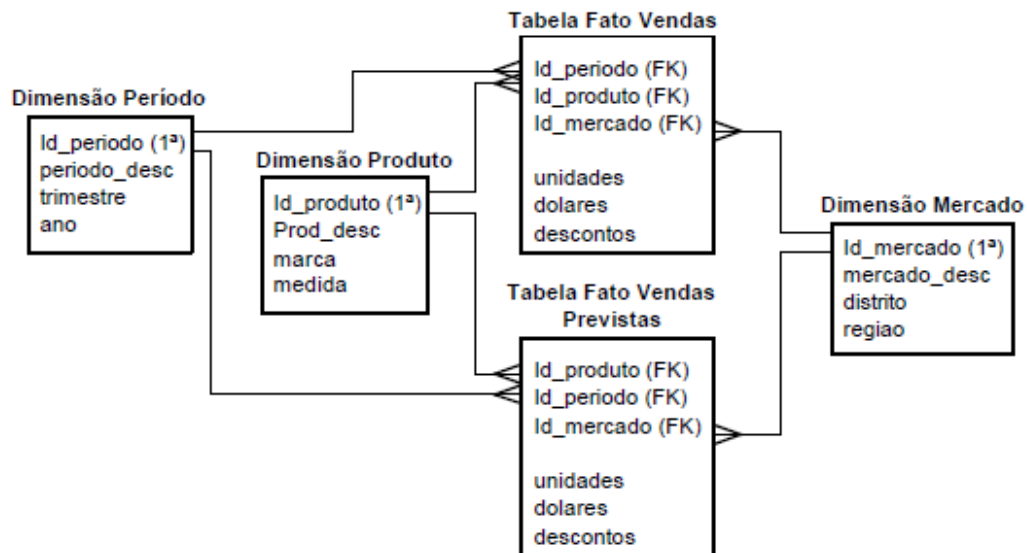 Tabela Fato Vendas
Id_periodo (FK)
Id_produto (FK)
Id_mercado (FK)
unidades
dolares
descontos
Dimensão Período
Id_periodo (1ª)
periodo_desc
trimestre
ano
Dimensão Produto
Id_produto (1ª)
Prod_desc
marca
medida
Dimensão Mercado
Id_mercado (1ª)
mercado_desc
distrito
regiao
Tabela Fato Vendas
Previstas
Id_produto (FK)
Id_periodo (FK)
Id_mercado (FK)
unidades
dolares
descontos